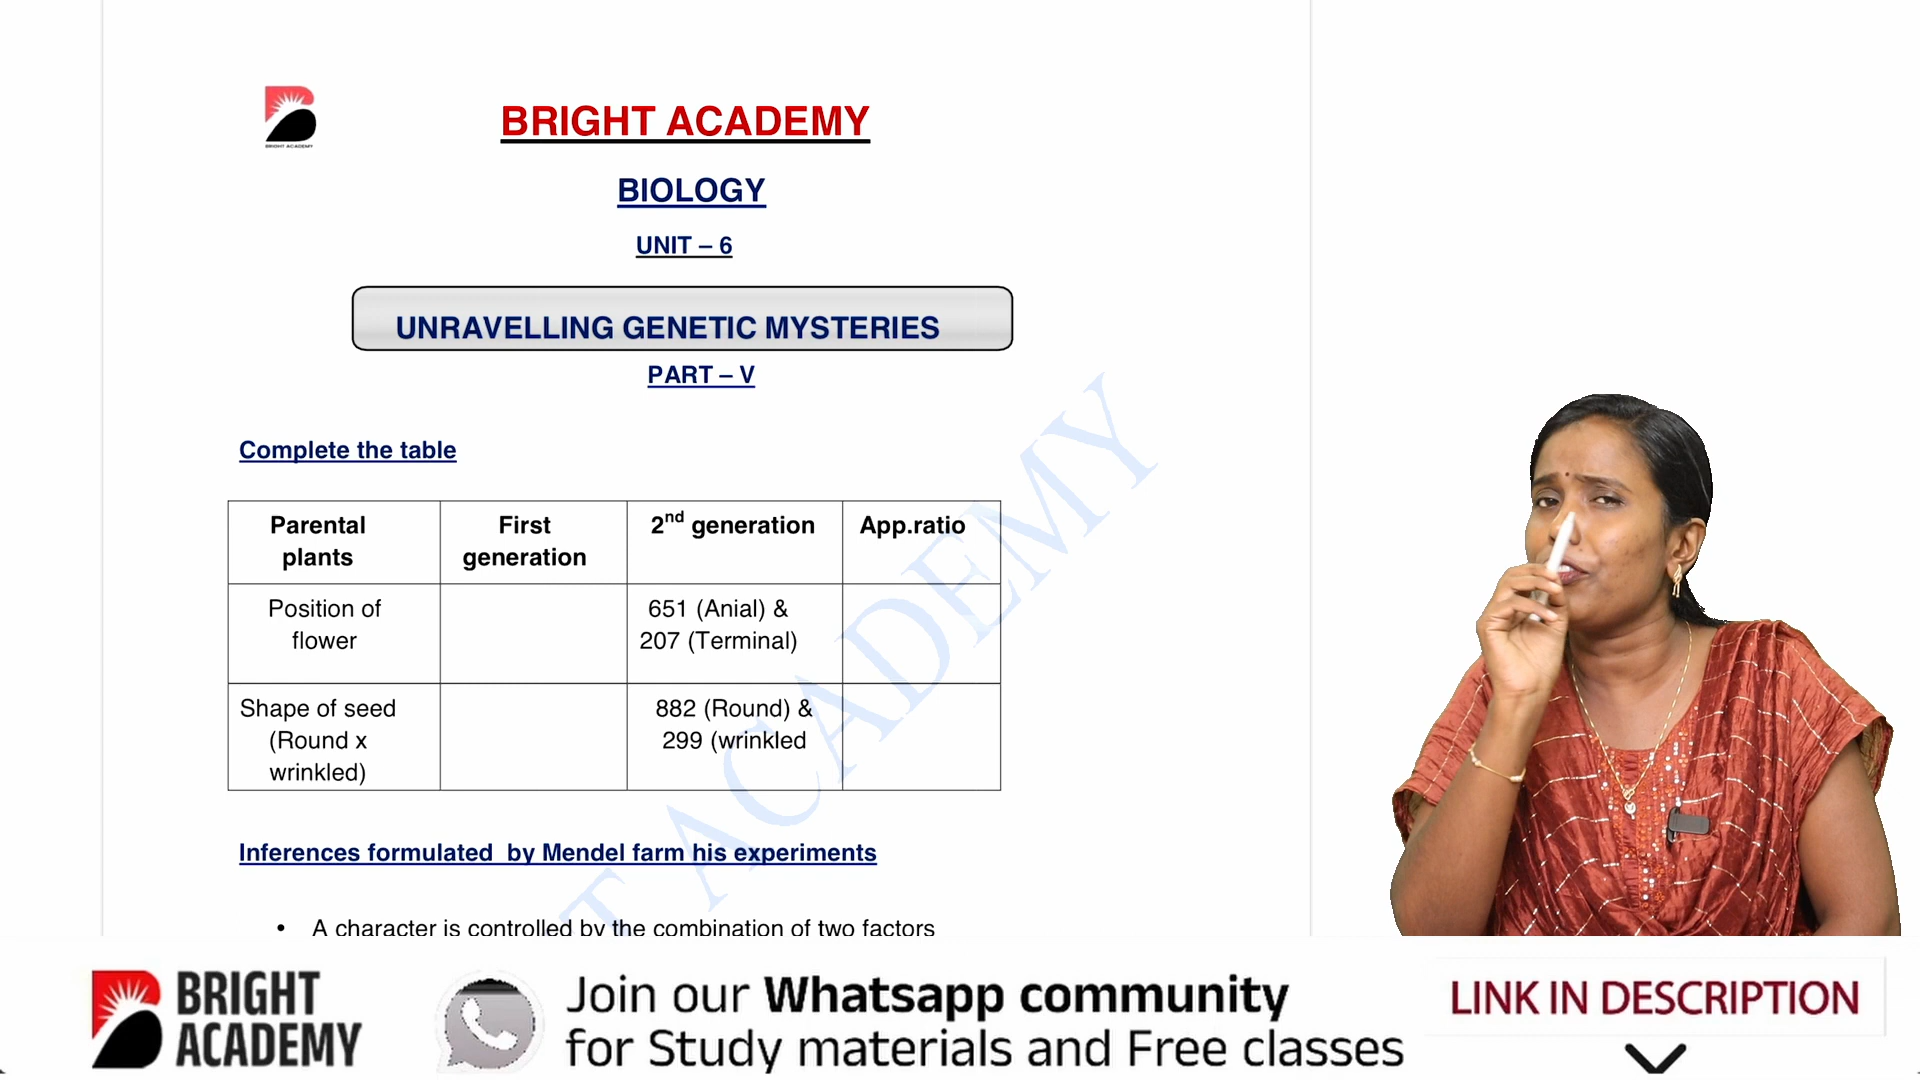 BRIGHT ACADEMY
BRIGHT ACADEMY
BIOLOGY
UNIT – 6
UNRAVELLING GENETIC MYSTERIES
PART – V
Complete the table
Parental plants
First generation
2nd generation
App.ratio
Position of flower
651 (Anial) &
207 (Terminal)
Shape of seed
(Round x
wrinkled)
882 (Round) &
299 (wrinkled
T ACADEMY
Inferences formulated by Mendel farm his experiments
• A character is controlled by the combination of two factors
BRIGHT
ACADEMY
Join our Whatsapp community
for Study materials and Free classes
LINK IN DESCRIPTION